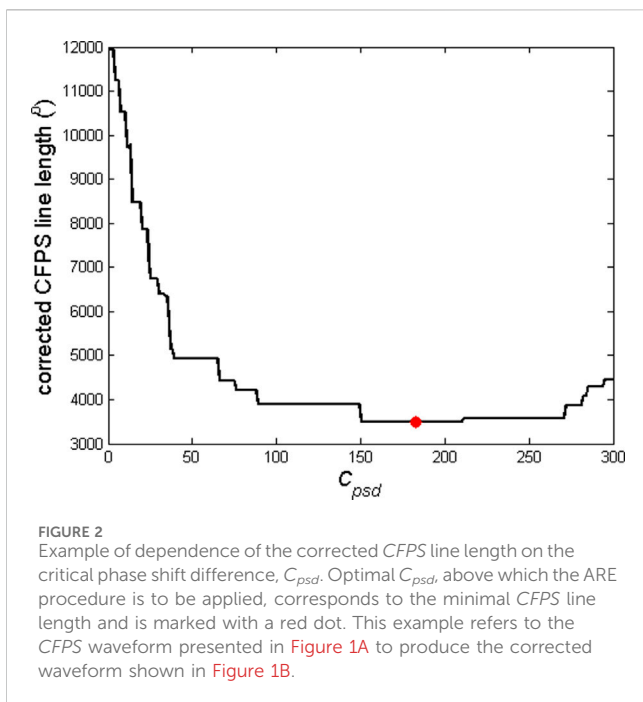 12000
11000
10000
9000
8000
7000
6000
5000
4000
3000
corrected CFPS line length (º)
0 50 100 150 200 250 300
C_psd
FIGURE 2
Example of dependence of the corrected CFPS line length on the
critical phase shift difference, C_psd. Optimal C_psd, above which the ARE
procedure is to be applied, corresponds to the minimal CFPS line
length and is marked with a red dot. This example refers to the
CFPS waveform presented in Figure 1A to produce the corrected
waveform shown in Figure 1B.